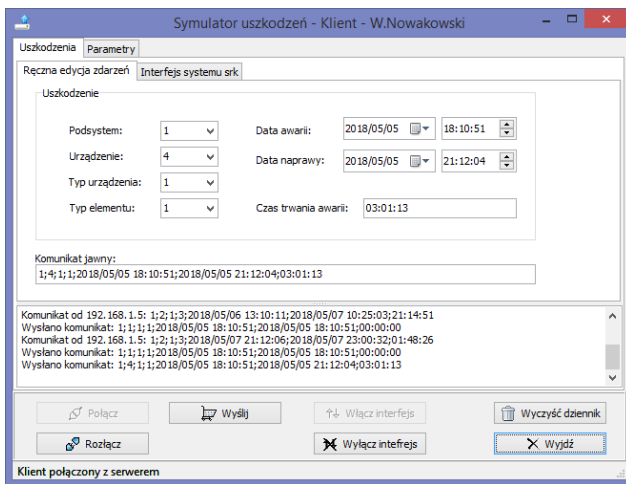 Symulator uszkodzeń - Klient - W.Nowakowski
Uszkodzenia Parametry
Ręczna edycja zdarzeń Interfejs systemu srk
Uszkodzenie
Podsystem: 1 Data awarii: 2018/05/05 18:10:51
Urządzenie: 4 Data naprawy: 2018/05/05 21:12:04
Typ urządzenia: 1
Typ elementu: 1 Czas trwania awarii: 03:01:13
Komunikat jawny:
1;4;1;1;2018/05/05 18:10:51;2018/05/05 21:12:04;03:01:13
Komunikat od 192.168.1.5: 1;2;1;3;2018/05/06 13:10:11;2018/05/07 10:25:03;21:14:51
Wysłano komunikat: 1;1;1;1;2018/05/05 18:10:51;2018/05/05 18:10:51;00:00:00
Komunikat od 192.168.1.5: 1;2;1;3;2018/05/07 21:12:06;2018/05/07 23:00:32;01:48:26
Wysłano komunikat: 1;1;1;1;2018/05/05 18:10:51;2018/05/05 18:10:51;00:00:00
Wysłano komunikat: 1;4;1;1;2018/05/05 18:10:51;2018/05/05 21:12:04;03:01:13
Połącz Wyślij Włącz interfejs Wyczyść dziennik
Rozłącz Wyłącz intefrejs Wyjdź
Klient połączony z serwerem